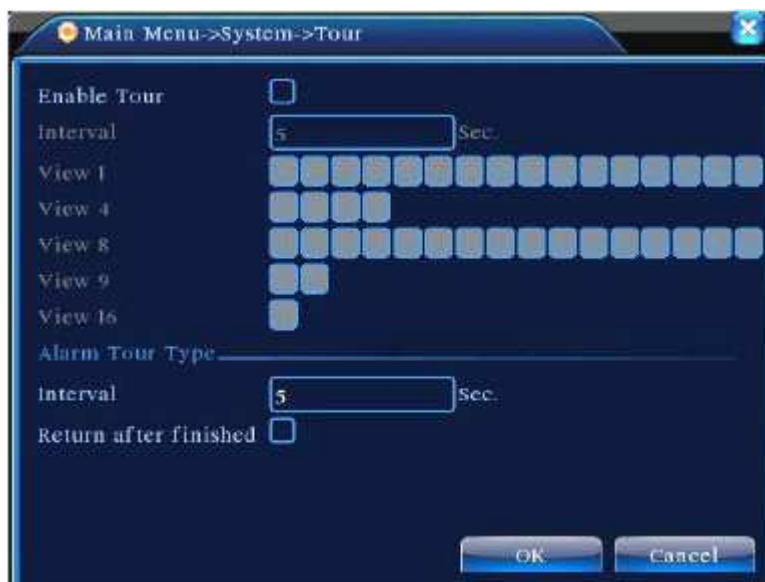 Main Menu->System->Tour
Enable Tour
Interval 5 Sec.
View 1
View 4
View 8
View 9
View 16
Alarm Tour Type
Interval 5 Sec.
Return after finished
OK Cancel